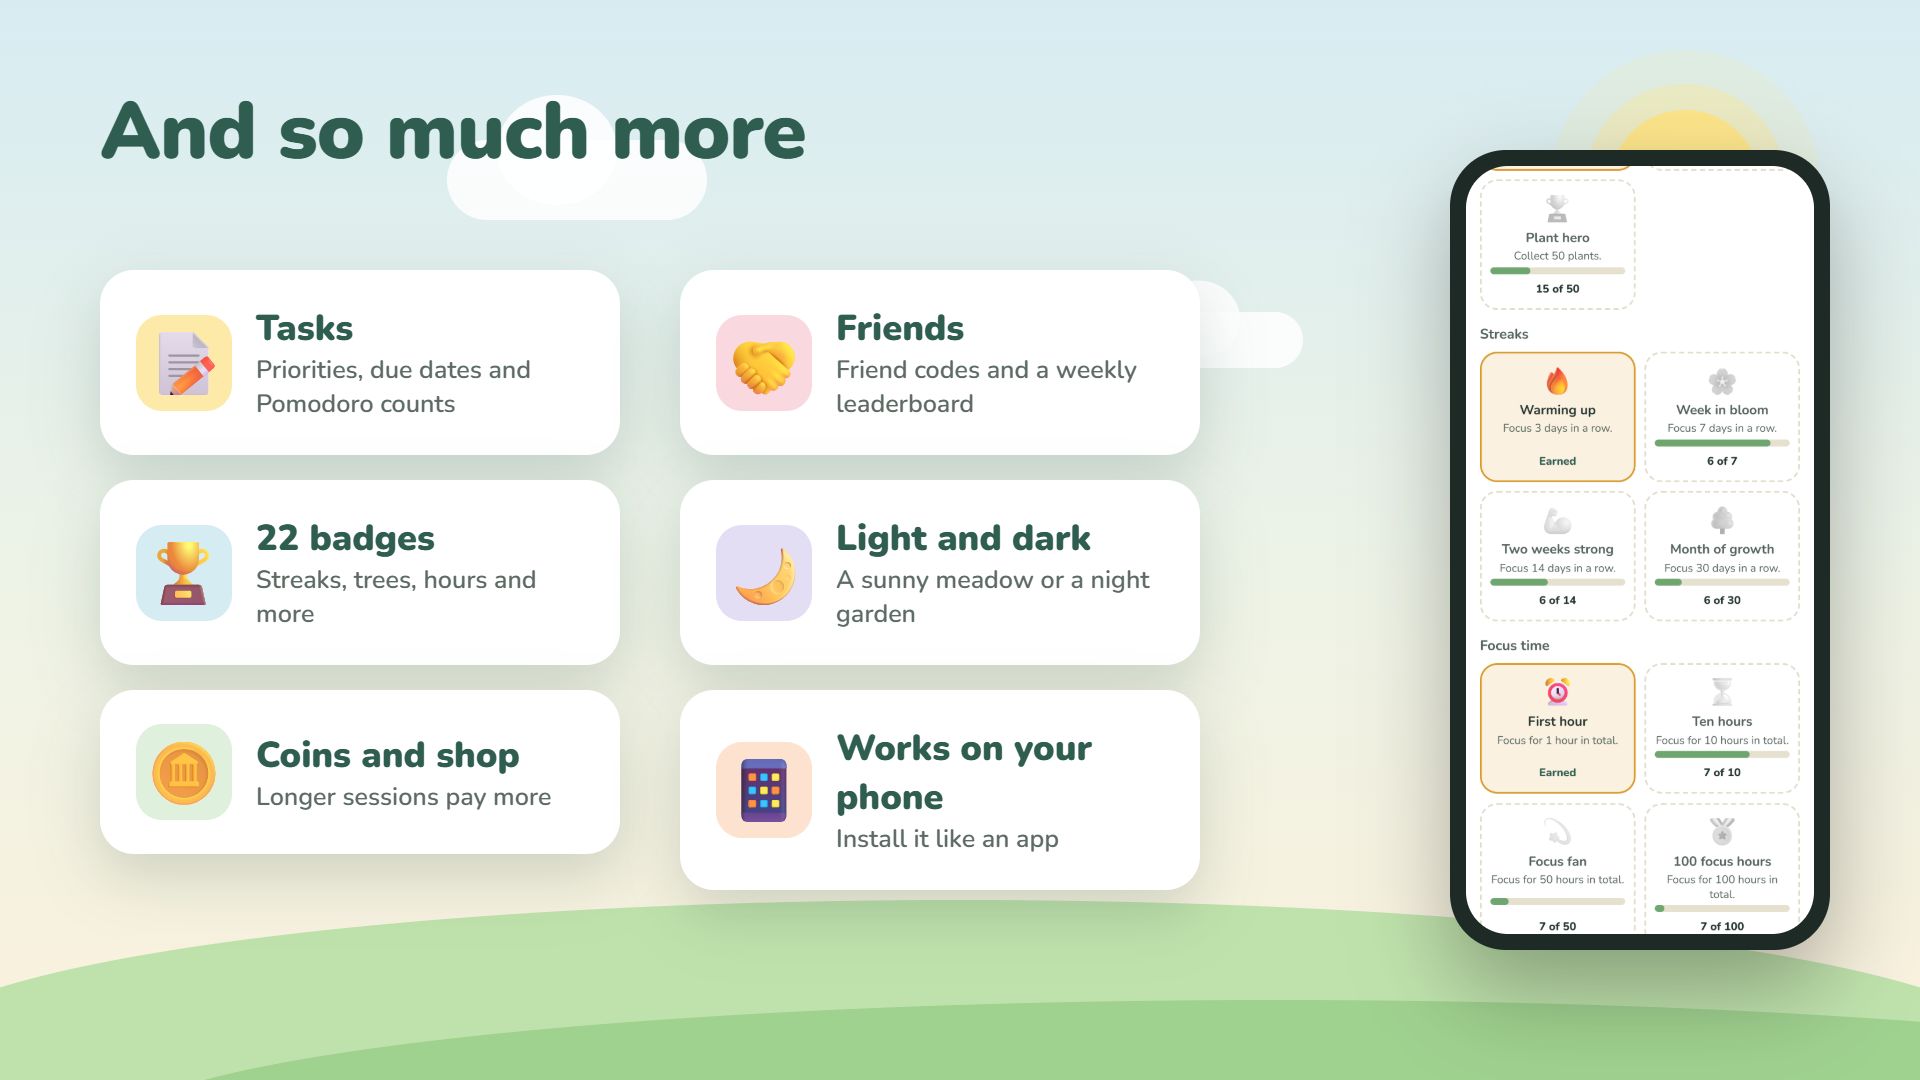 And so much more
Tasks
Priorities, due dates and
Pomodoro counts
Friends
Friend codes and a weekly
leaderboard
22 badges
Streaks, trees, hours and
more
Light and dark
A sunny meadow or a night
garden
Coins and shop
Longer sessions pay more
Works on your
phone
Install it like an app
Plant hero
Collect 50 plants.
15 of 50
Streaks
Warming up
Focus 3 days in a row.
Earned
Week in bloom
Focus 7 days in a row.
6 of 7
Two weeks strong
Focus 14 days in a row.
6 of 14
Month of growth
Focus 30 days in a row.
6 of 30
Focus time
First hour
Focus for 1 hour in total.
Earned
Ten hours
Focus for 10 hours in total.
7 of 10
Focus fan
Focus for 50 hours in total.
7 of 50
100 focus hours
Focus for 100 hours in
total.
7 of 100